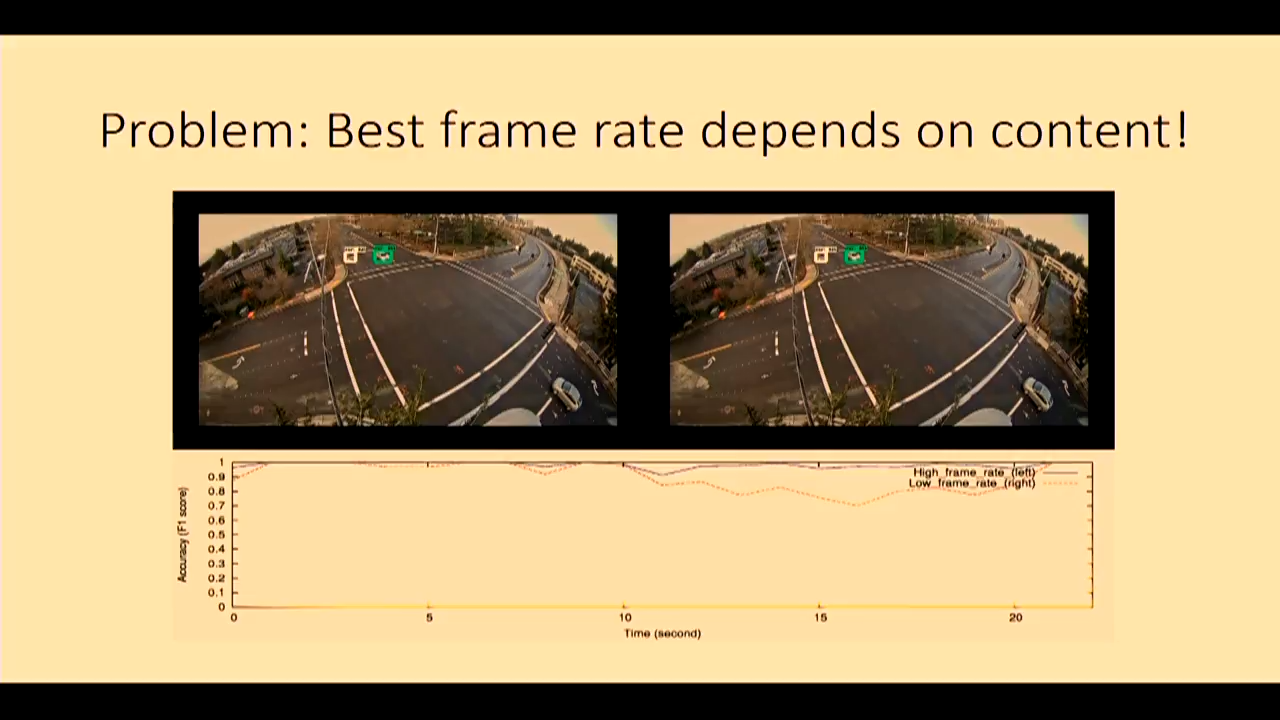 Problem: Best frame rate depends on content!
High_frame_rate (left)
Low_frame_rate (right)
Accuracy (F1 score)
1
0.9
0.8
0.7
0.6
0.5
0.4
0.3
0.2
0.1
0
0 5 10 15 20
Time (second)